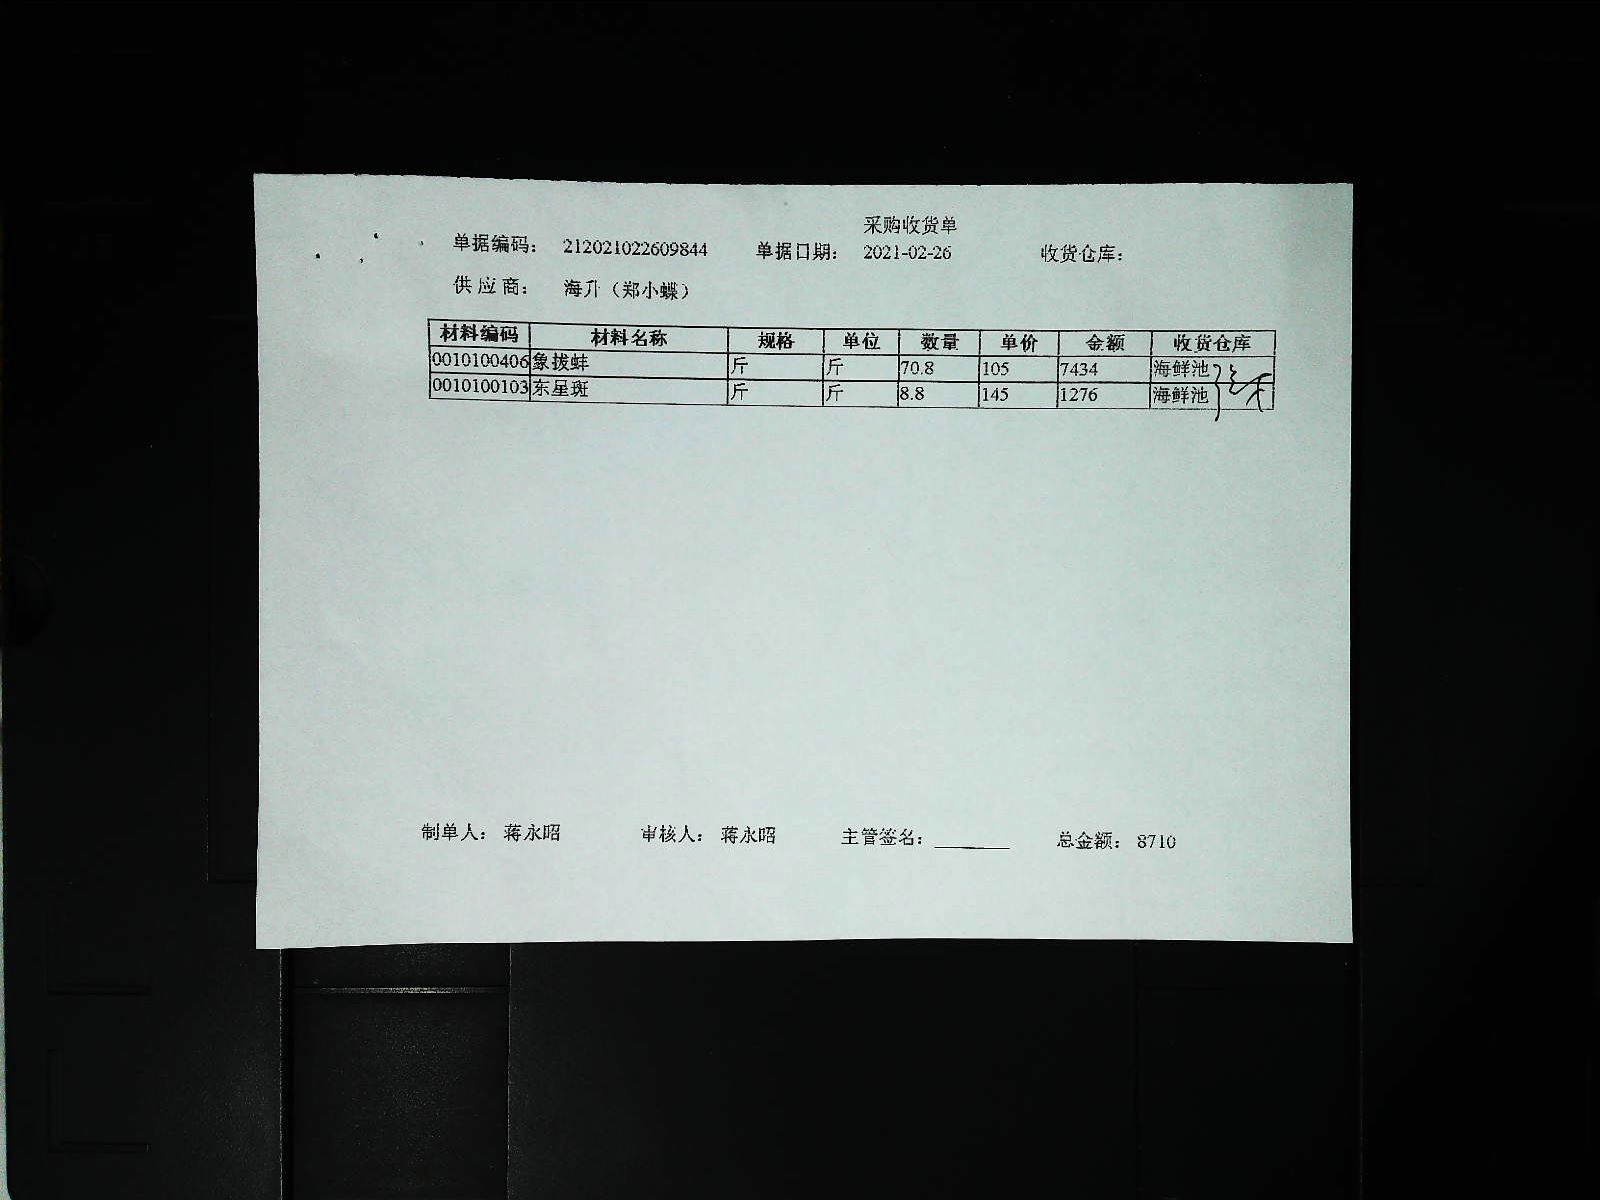 采购收货单
单据编码： 212021022609844 单据日期： 2021-02-26 收货仓库：
供应商： 海升（郑小蝶）
材料编码 材料名称 规格 单位 数量 单价 金额 收货仓库
0010100406 象拔蚌 斤 斤 70.8 105 7434 海鲜池
0010100103 东星斑 斤 斤 8.8 145 1276 海鲜池
制单人： 蒋永昭 审核人： 蒋永昭 主管签名： 总金额： 8710